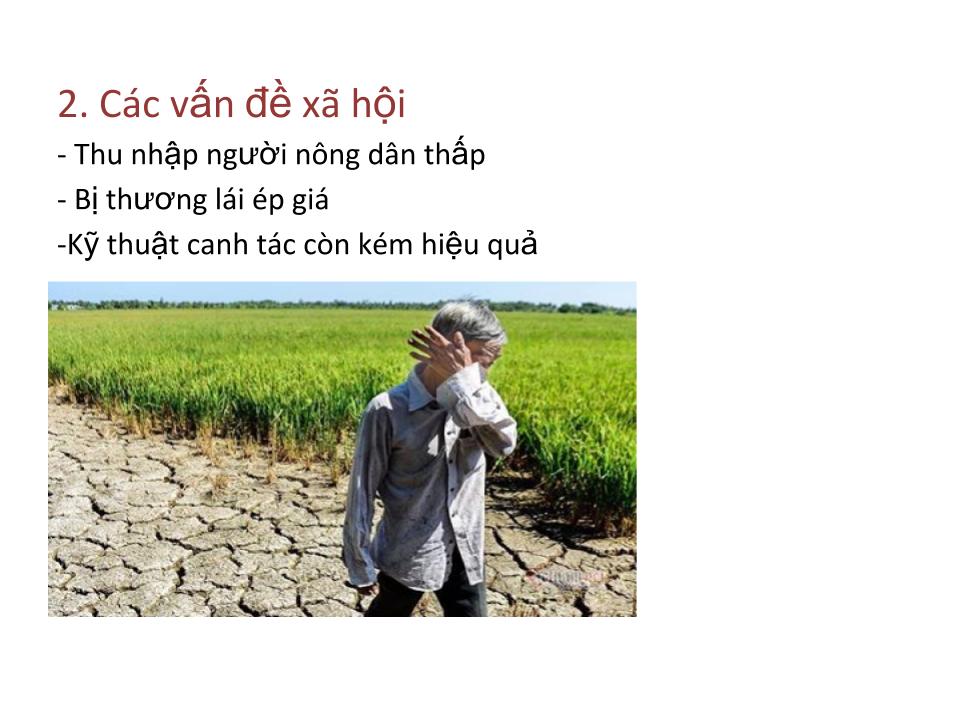 2. Các vấn đề xã hội
- Thu nhập người nông dân thấp
- Bị thương lái ép giá
-Kỹ thuật canh tác còn kém hiệu quả